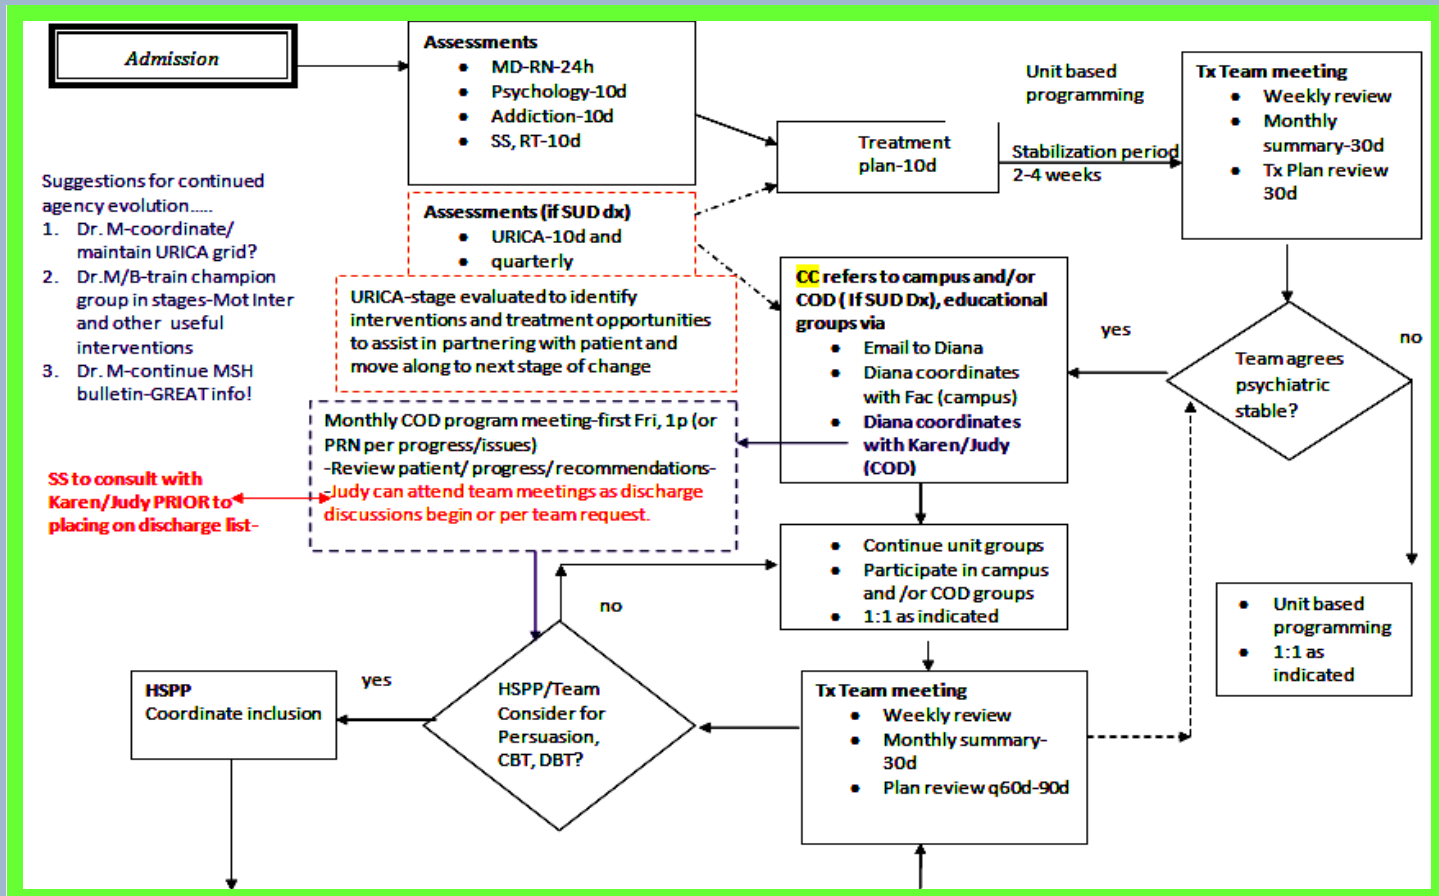 Admission
Assessments
• MD-RN-24h
• Psychology-10d
• Addiction-10d
• SS, RT-10d
Treatment
plan-10d
Unit based
programming
Stabilization period
2-4 weeks
Tx Team meeting
• Weekly review
• Monthly
summary-30d
• Tx Plan review
30d
Suggestions for continued
agency evolution.....
1. Dr. M-coordinate/
maintain URICA grid?
2. Dr.M/B-train champion
group in stages-Mot Inter
and other useful
interventions
3. Dr. M-continue MSH
bulletin-GREAT info!
Assessments (if SUD dx)
• URICA-10d and
• quarterly
URICA-stage evaluated to identify
interventions and treatment opportunities
to assist in partnering with patient and
move along to next stage of change
CC refers to campus and/or
COD ( If SUD Dx), educational
groups via
• Email to Diana
• Diana coordinates
with Fac (campus)
• Diana coordinates
with Karen/Judy
(COD)
yes
Team agrees
psychiatric
stable?
no
Monthly COD program meeting-first Fri, 1p (or
PRN per progress/issues)
-Review patient/ progress/ recommendations-
-Judy can attend team meetings as discharge
discussions begin or per team request.
SS to consult with
Karen/Judy PRIOR to
placing on discharge list-
• Continue unit groups
• Participate in campus
and /or COD groups
• 1:1 as indicated
• Unit based
programming
• 1:1 as
indicated
no
HSPP/Team
Consider for
Persuasion,
CBT, DBT?
yes
HSPP
Coordinate inclusion
Tx Team meeting
• Weekly review
• Monthly summary-
30d
• Plan review q60d-90d